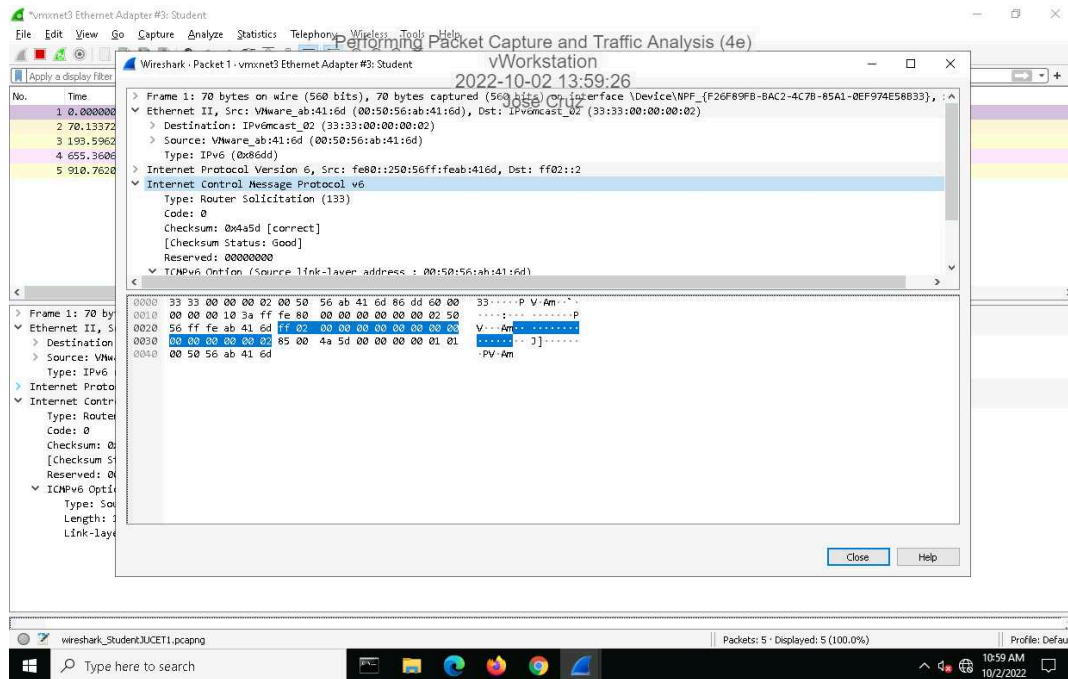 *vmxnet3 Ethernet Adapter #3: Student
File Edit View Go Capture Analyze Statistics Telephony Wireless Tools Help
Performing Packet Capture and Traffic Analysis (4e)
vWorkstation
2022-10-02 13:59:26
Jose Cruz
Apply a display filter
Wireshark · Packet 1 · vmxnet3 Ethernet Adapter #3: Student
No. Time
1 0.000000
2 70.13372
3 193.5962
4 655.3606
5 910.7620
Frame 1: 70 bytes on wire (560 bits), 70 bytes captured (560 bits) on interface \Device\NPF_{F26F89FB-BAC2-4C7B-85A1-0EF974E58B33},
Ethernet II, Src: VMware_ab:41:6d (00:50:56:ab:41:6d), Dst: IPv6mcast_02 (33:33:00:00:00:02)
Destination: IPv6mcast_02 (33:33:00:00:00:02)
Source: VMware_ab:41:6d (00:50:56:ab:41:6d)
Type: IPv6 (0x86dd)
Internet Protocol Version 6, Src: fe80::250:56ff:feab:416d, Dst: ff02::2
Internet Control Message Protocol v6
Type: Router Solicitation (133)
Code: 0
Checksum: 0x4a5d [correct]
[Checksum Status: Good]
Reserved: 00000000
ICMPv6 Option (Source link-layer address : 00:50:56:ab:41:6d)
0000 33 33 00 00 00 02 00 50 56 ab 41 6d 86 dd 60 00 33·····P V·Am··`·
0010 00 00 00 10 3a ff fe 80 00 00 00 00 00 00 02 50 ····:··· ·······P
0020 56 ff fe ab 41 6d ff 02 00 00 00 00 00 00 00 00 V···Am·· ········
0030 00 00 00 00 00 02 85 00 4a 5d 00 00 00 00 01 01 ········ J]······
0040 00 50 56 ab 41 6d ·PV·Am
Close Help
Frame 1: 70 by
Ethernet II, S
Destination
Source: VMw
Type: IPv6
Internet Proto
Internet Contr
Type: Router
Code: 0
Checksum: 0x
[Checksum St
Reserved: 00
ICMPv6 Optio
Type: Sou
Length: 1
Link-laye
wireshark_StudentJUCET1.pcapng Packets: 5 · Displayed: 5 (100.0%) Profile: Defau
Type here to search
10:59 AM
10/2/2022